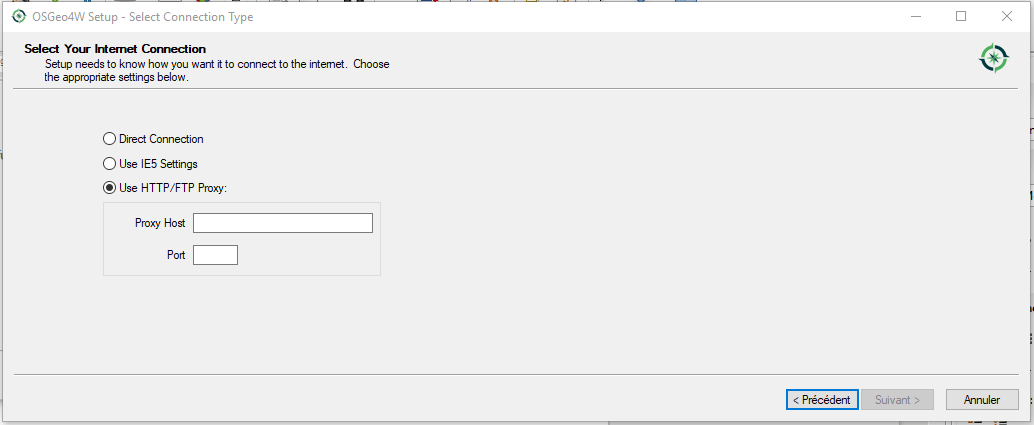 OSGeo4W Setup - Select Connection Type
Select Your Internet Connection
Setup needs to know how you want it to connect to the internet. Choose
the appropriate settings below.
Direct Connection
Use IE5 Settings
Use HTTP/FTP Proxy:
Proxy Host
Port
< Précédent
Suivant >
Annuler